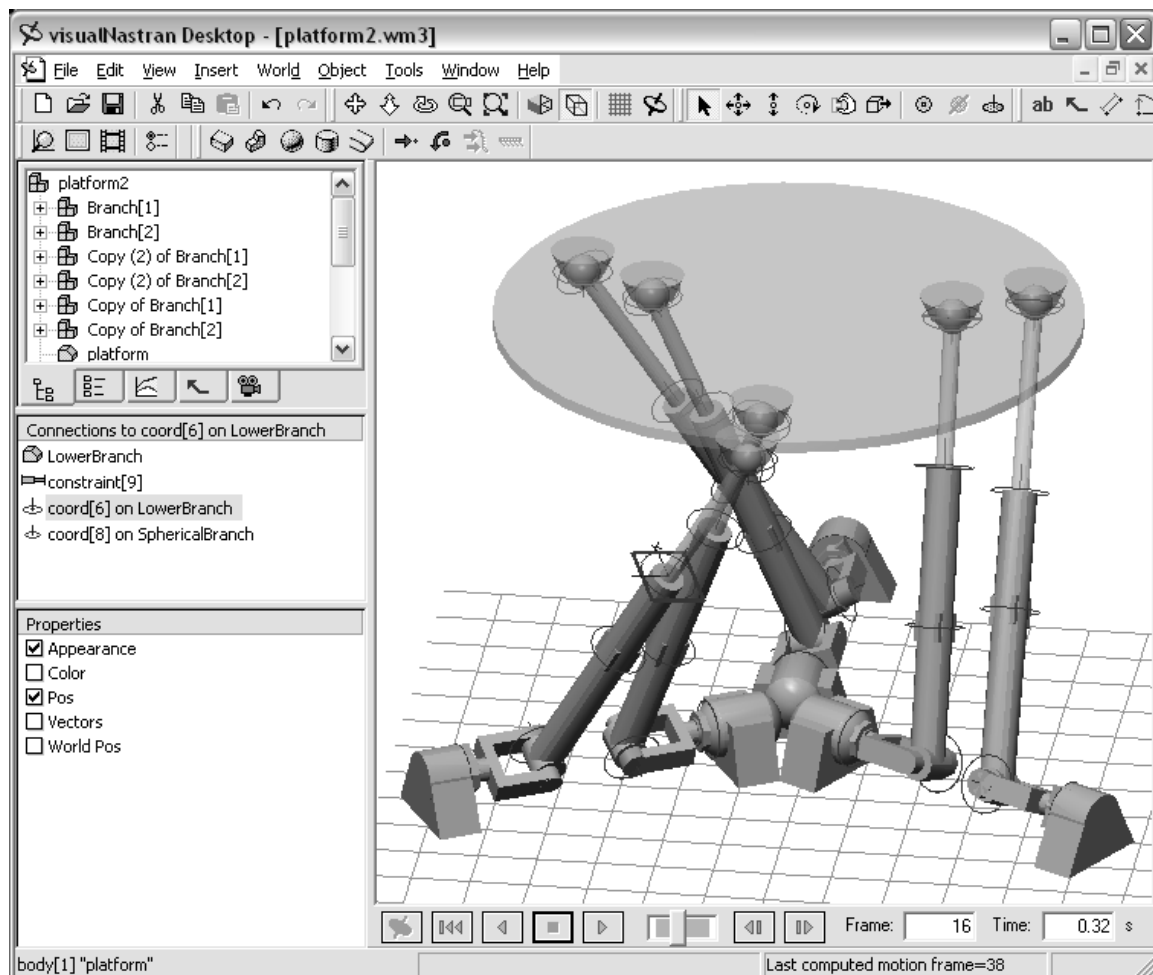 visualNastran Desktop - [platform2.wm3]
File Edit View Insert World Object Tools Window Help
ab
platform2
Branch[1]
Branch[2]
Copy (2) of Branch[1]
Copy (2) of Branch[2]
Copy of Branch[1]
Copy of Branch[2]
platform
Connections to coord[6] on LowerBranch
LowerBranch
constraint[9]
coord[6] on LowerBranch
coord[8] on SphericalBranch
Properties
Appearance
Color
Pos
Vectors
World Pos
Frame: 16 Time: 0.32 s
body[1] "platform" Last computed motion frame=38